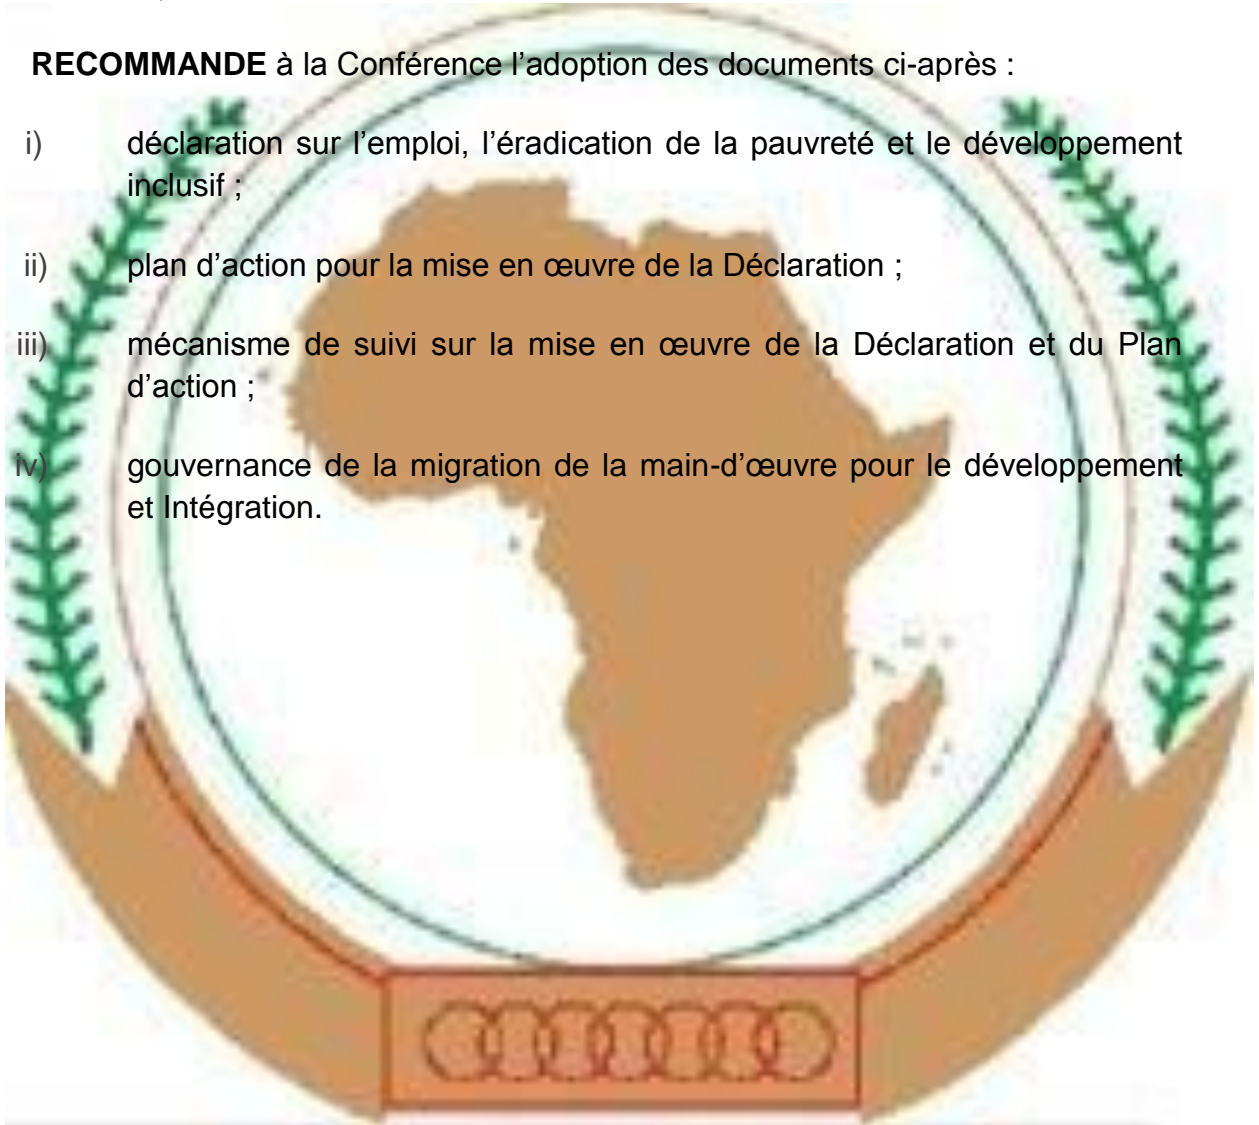 RECOMMANDE à la Conférence l’adoption des documents ci-après :
i) déclaration sur l’emploi, l’éradication de la pauvreté et le développement
inclusif ;
ii) plan d’action pour la mise en œuvre de la Déclaration ;
iii) mécanisme de suivi sur la mise en œuvre de la Déclaration et du Plan
d’action ;
iv) gouvernance de la migration de la main-d’œuvre pour le développement
et Intégration.